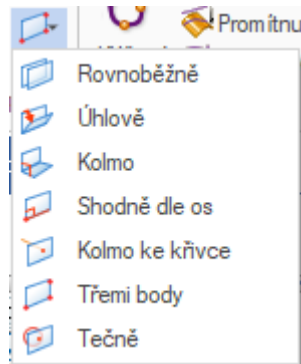 Promítnu
Rovnoběžně
Úhlově
Kolmo
Shodně dle os
Kolmo ke křivce
Třemi body
Tečně